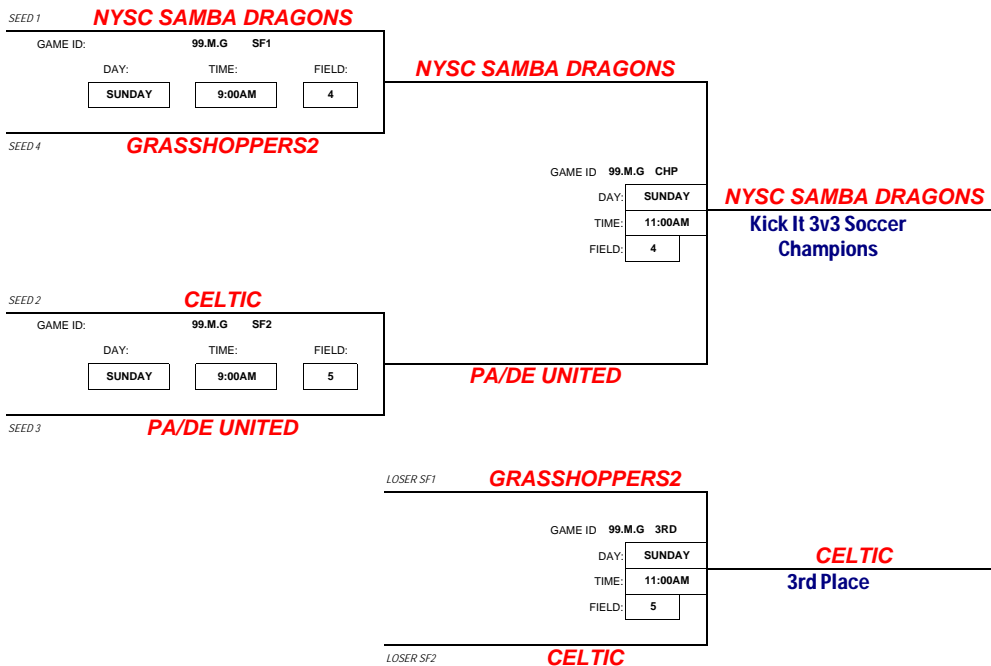 SEED 1 NYSC SAMBA DRAGONS
GAME ID: 99.M.G SF1
DAY: TIME: FIELD:
SUNDAY 9:00AM 4
NYSC SAMBA DRAGONS
SEED 4 GRASSHOPPERS2
GAME ID 99.M.G CHP
DAY: SUNDAY
NYSC SAMBA DRAGONS
TIME: 11:00AM
Kick It 3v3 Soccer
Champions
FIELD: 4
SEED 2 CELTIC
GAME ID: 99.M.G SF2
DAY: TIME: FIELD:
SUNDAY 9:00AM 5
PA/DE UNITED
SEED 3 PA/DE UNITED
LOSER SF1 GRASSHOPPERS2
GAME ID 99.M.G 3RD
DAY: SUNDAY
CELTIC
TIME: 11:00AM
3rd Place
FIELD: 5
LOSER SF2 CELTIC